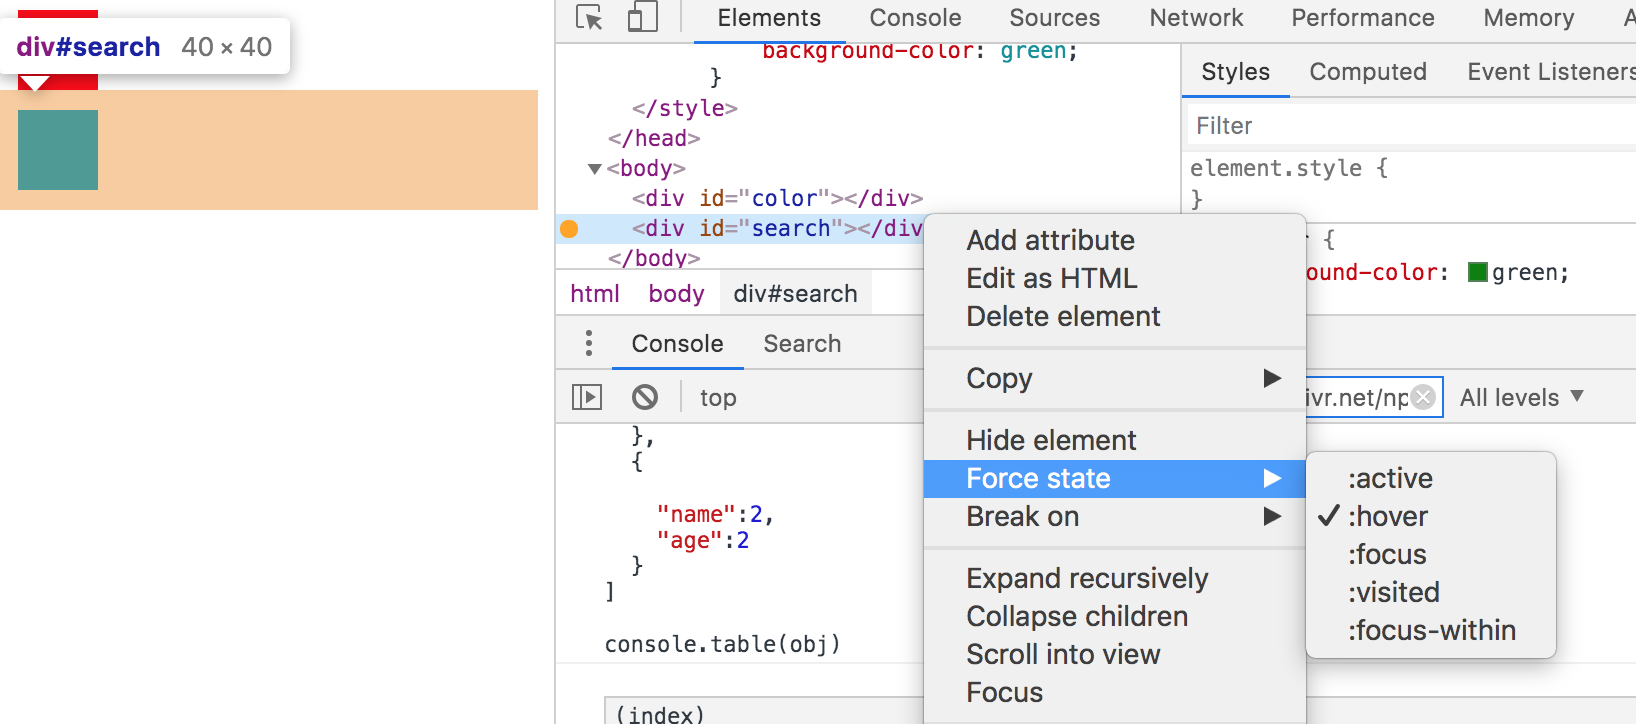 div#search 40 × 40
Elements Console Sources Network Performance Memory A
background-color: green;
}
</style>
</head>
▼<body>
<div id="color"></div>
<div id="search"></div
</body>
html body div#search
Console Search
top
},
{
"name":2,
"age":2
}
]
console.table(obj)
(index)
Styles Computed Event Listeners
Filter
element.style {
}
{
ound-color: green;
ivr.net/np All levels ▼
Add attribute
Edit as HTML
Delete element
Copy ▶
Hide element
Force state ▶
Break on ▶
Expand recursively
Collapse children
Scroll into view
Focus
:active
✓ :hover
:focus
:visited
:focus-within